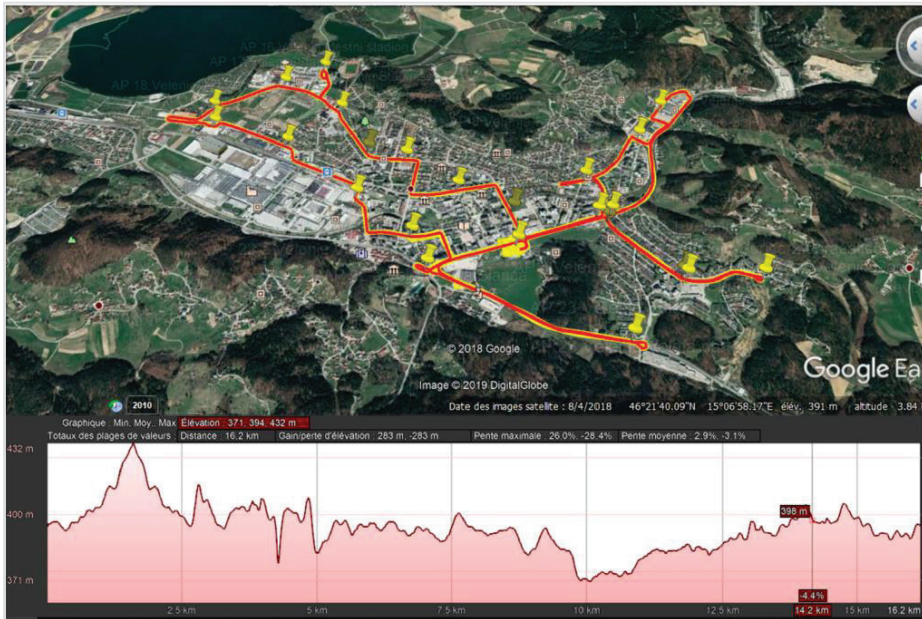 AP 18 Velenje
© 2018 Google
Image © 2019 DigitalGlobe
Google Ea
2010
Date des images satellite : 8/4/2018 46°21'40.09"N 15°06'58.17"E élév. 391 m altitude 3.84
Graphique : Min. Moy. Max. Élévation : 371, 394, 432 m
Totaux des plages de valeurs : Distance : 16.2 km Gain/perte d'élévation : 283 m, -283 m Pente maximale : 26.0%, -28.4% Pente moyenne : 2.9%, -3.1%
432 m
400 m
398 m
371 m
-4.4%
2.5 km 5 km 7.5 km 10 km 12.5 km 14.2 km 15 km 16.2 km